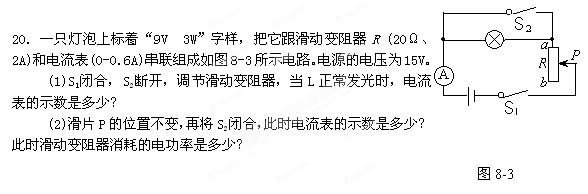 S₂
20. 一只灯泡上标着“9V 3W”字样，把它跟滑动变阻器 R (20Ω、
2A)和电流表(0-0.6A)串联组成如图8-3所示电路。电源的电压为15V。
(1)S₁闭合，S₂断开，调节滑动变阻器，当L正常发光时，电流
表的示数是多少？
(2)滑片P的位置不变，再将S₂闭合，此时电流表的示数是多少？
此时滑动变阻器消耗的电功率是多少？
a
P
A
R
b
S₁
图8-3